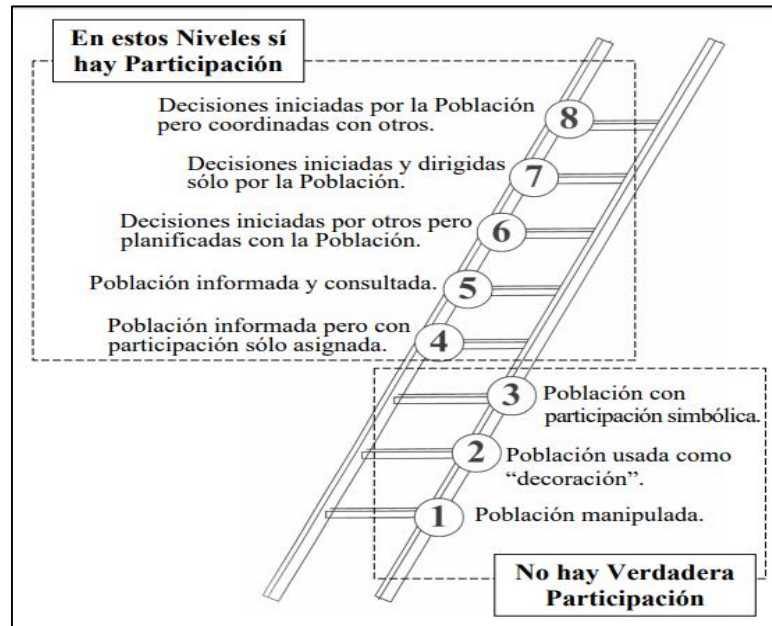 En estos Niveles sí
hay Participación
Decisiones iniciadas por la Población
pero coordinadas con otros.
8
Decisiones iniciadas y dirigidas
sólo por la Población.
7
Decisiones iniciadas por otros pero
planificadas con la Población.
6
Población informada y consultada.
5
Población informada pero con
participación sólo asignada.
4
3
Población con
participación simbólica.
2
Población usada como
“decoración”.
1
Población manipulada.
No hay Verdadera
Participación